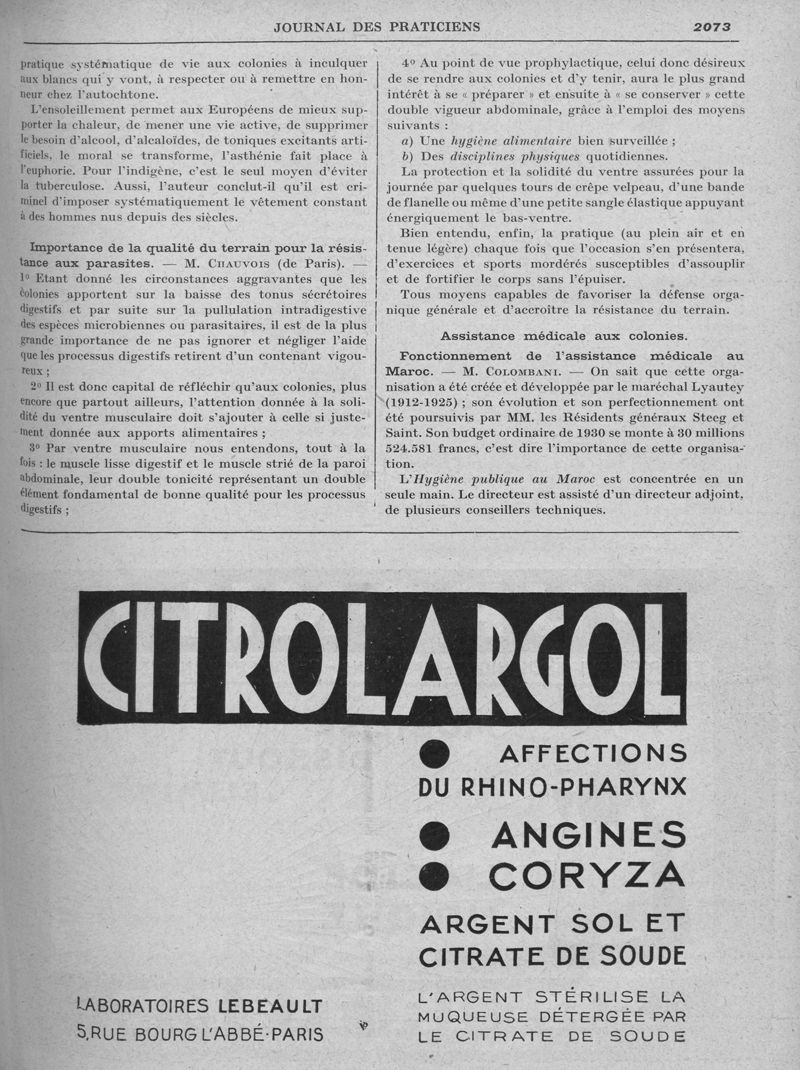 JOURNAL DES PRATICIENS
2073
pratique systématique de vie aux colonies à inculquer
aux blancs qui y vont, à respecter ou à remettre en hon-
neur chez l'autochtone.
L'ensoleillement permet aux Européens de mieux sup-
porter la chaleur, de mener une vie active, de supprimer
le besoin d'alcool, d'alcaloïdes, de toniques excitants arti-
ficiels, le moral se transforme, l'asthénie fait place à
l'euphorie. Pour l'indigène, c'est le seul moyen d'éviter
la tuberculose. Aussi, l'auteur conclut-il qu'il est cri-
minel d'imposer systématiquement le vêtement constant
à des hommes nus depuis des siècles.
Importance de la qualité du terrain pour la résis-
tance aux parasites. — M. CHAUVOIS (de Paris). —
1º Etant donné les circonstances aggravantes que les
colonies apportent sur la baisse des tonus sécrétoires
digestifs et par suite sur la pullulation intradigestive
des espèces microbiennes ou parasitaires, il est de la plus
grande importance de ne pas ignorer et négliger l'aide
que les processus digestifs retirent d'un contenant vigou-
reux ;
2º Il est donc capital de réfléchir qu'aux colonies, plus
encore que partout ailleurs, l'attention donnée à la soli-
dité du ventre musculaire doit s'ajouter à celle si juste-
ment donnée aux apports alimentaires ;
3º Par ventre musculaire nous entendons, tout à la
fois : le muscle lisse digestif et le muscle strié de la paroi
abdominale, leur double tonicité représentant un double
élément fondamental de bonne qualité pour les processus
digestifs ;
4º Au point de vue prophylactique, celui donc désireux
de se rendre aux colonies et d'y tenir, aura le plus grand
intérêt à se « préparer » et ensuite à « se conserver » cette
double vigueur abdominale, grâce à l'emploi des moyens
suivants :
a) Une hygiène alimentaire bien surveillée ;
b) Des disciplines physiques quotidiennes.
La protection et la solidité du ventre assurées pour la
journée par quelques tours de crêpe velpeau, d'une bande
de flanelle ou même d'une petite sangle élastique appuyant
énergiquement le bas-ventre.
Bien entendu, enfin, la pratique (au plein air et en
tenue légère) chaque fois que l'occasion s'en présentera,
d'exercices et sports mordérés susceptibles d'assouplir
et de fortifier le corps sans l'épuiser.
Tous moyens capables de favoriser la défense orga-
nique générale et d'accroître la résistance du terrain.
Assistance médicale aux colonies.
Fonctionnement de l'assistance médicale au
Maroc. — M. COLOMBANI. — On sait que cette orga-
nisation a été créée et développée par le maréchal Lyautey
(1912-1925) ; son évolution et son perfectionnement ont
été poursuivis par MM. les Résidents généraux Steeg et
Saint. Son budget ordinaire de 1930 se monte à 30 millions
524.581 francs, c'est dire l'importance de cette organisa-
tion.
L'Hygiène publique au Maroc est concentrée en un
seule main. Le directeur est assisté d'un directeur adjoint,
de plusieurs conseillers techniques.
CITROLARGOL
● AFFECTIONS
DU RHINO-PHARYNX
● ANGINES
● CORYZA
ARGENT SOL ET
CITRATE DE SOUDE
L'ARGENT STÉRILISE LA
MUQUEUSE DÉTERGÉE PAR
LE CITRATE DE SOUDE
LABORATOIRES LEBEAULT
5, RUE BOURG L'ABBÉ·PARIS